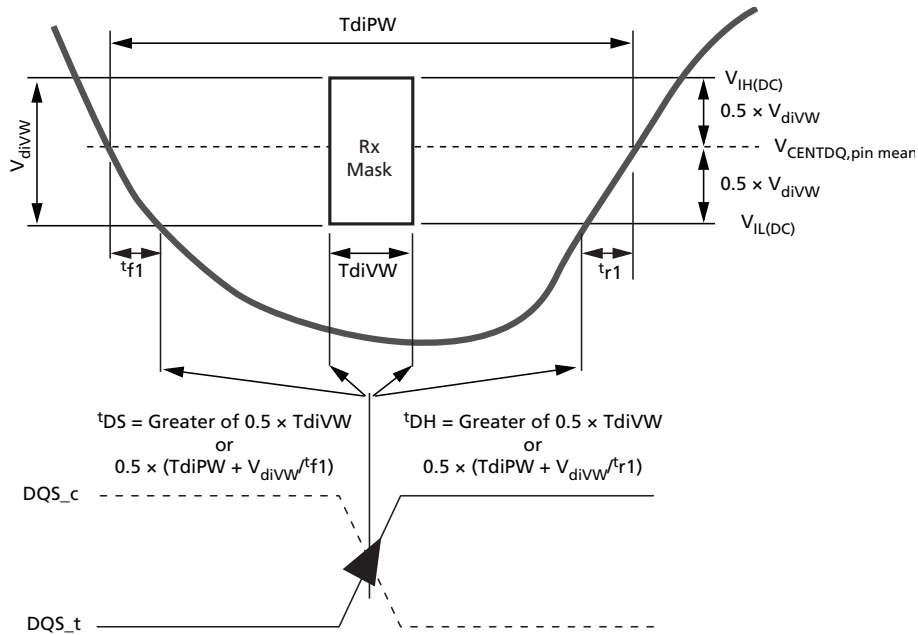 TdiPW
VIH(DC)
0.5 × VdiVW
VdiVW
Rx
Mask
VCENTDQ,pin mean
0.5 × VdiVW
VIL(DC)
tf1
TdiVW
tr1
tDS = Greater of 0.5 × TdiVW
or
0.5 × (TdiPW + VdiVW/tf1)
tDH = Greater of 0.5 × TdiVW
or
0.5 × (TdiPW + VdiVW/tr1)
DQS_c
DQS_t